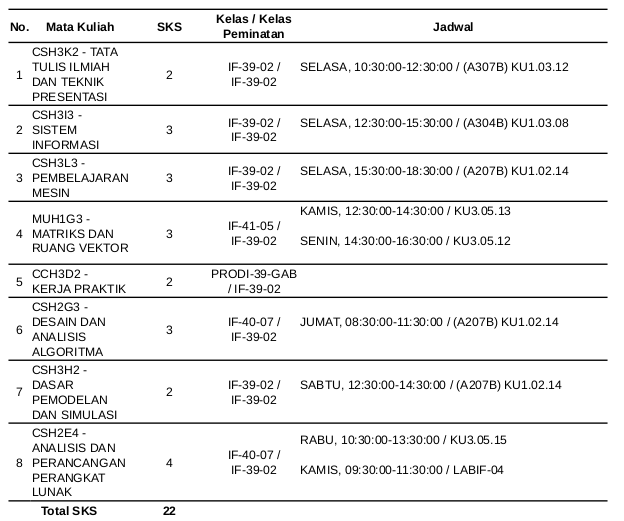 No. Mata Kuliah SKS Kelas / Kelas Peminatan Jadwal
1 CSH3K2 - TATA TULIS ILMIAH DAN TEKNIK PRESENTASI 2 IF-39-02 / IF-39-02 SELASA, 10:30:00-12:30:00 / (A307B) KU1.03.12
2 CSH3I3 - SISTEM INFORMASI 3 IF-39-02 / IF-39-02 SELASA, 12:30:00-15:30:00 / (A304B) KU1.03.08
3 CSH3L3 - PEMBELAJARAN MESIN 3 IF-39-02 / IF-39-02 SELASA, 15:30:00-18:30:00 / (A207B) KU1.02.14
4 MUH1G3 - MATRIKS DAN RUANG VEKTOR 3 IF-41-05 / IF-39-02 KAMIS, 12:30:00-14:30:00 / KU3.05.13
SENIN, 14:30:00-16:30:00 / KU3.05.12
5 CCH3D2 - KERJA PRAKTIK 2 PRODI-39-GAB / IF-39-02
6 CSH2G3 - DESAIN DAN ANALISIS ALGORITMA 3 IF-40-07 / IF-39-02 JUMAT, 08:30:00-11:30:00 / (A207B) KU1.02.14
7 CSH3H2 - DASAR PEMODELAN DAN SIMULASI 2 IF-39-02 / IF-39-02 SABTU, 12:30:00-14:30:00 / (A207B) KU1.02.14
8 CSH2E4 - ANALISIS DAN PERANCANGAN PERANGKAT LUNAK 4 IF-40-07 / IF-39-02 RABU, 10:30:00-13:30:00 / KU3.05.15
KAMIS, 09:30:00-11:30:00 / LABIF-04
Total SKS 22